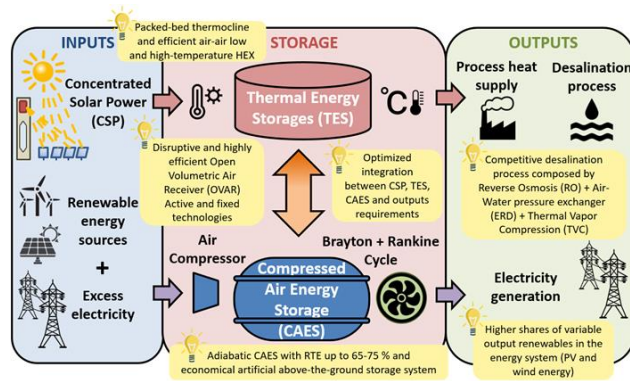 INPUTS
Packed-bed thermocline
and efficient air-air low
and high-temperature HEX
STORAGE
OUTPUTS
Concentrated
Solar Power
(CSP)
Thermal Energy
Storages (TES)
°C
Process heat
supply
Desalination
process
Disruptive and highly
efficient Open
Volumetric Air
Receiver (OVAR)
Active and fixed
technologies
Optimized
integration
between CSP, TES,
CAES and outputs
requirements
Competitive desalination
process composed by
Reverse Osmosis (RO) + Air-
Water pressure exchanger
(ERD) + Thermal Vapor
Compression (TVC)
Renewable
energy
sources
+
Excess
electricity
Air
Compressor
Compressed
Air Energy
Storage
(CAES)
Brayton + Rankine
Cycle
Electricity
generation
Adiabatic CAES with RTE up to 65-75 % and
economical artificial above-the-ground storage system
Higher shares of variable
output renewables in the
energy system (PV and
wind energy)